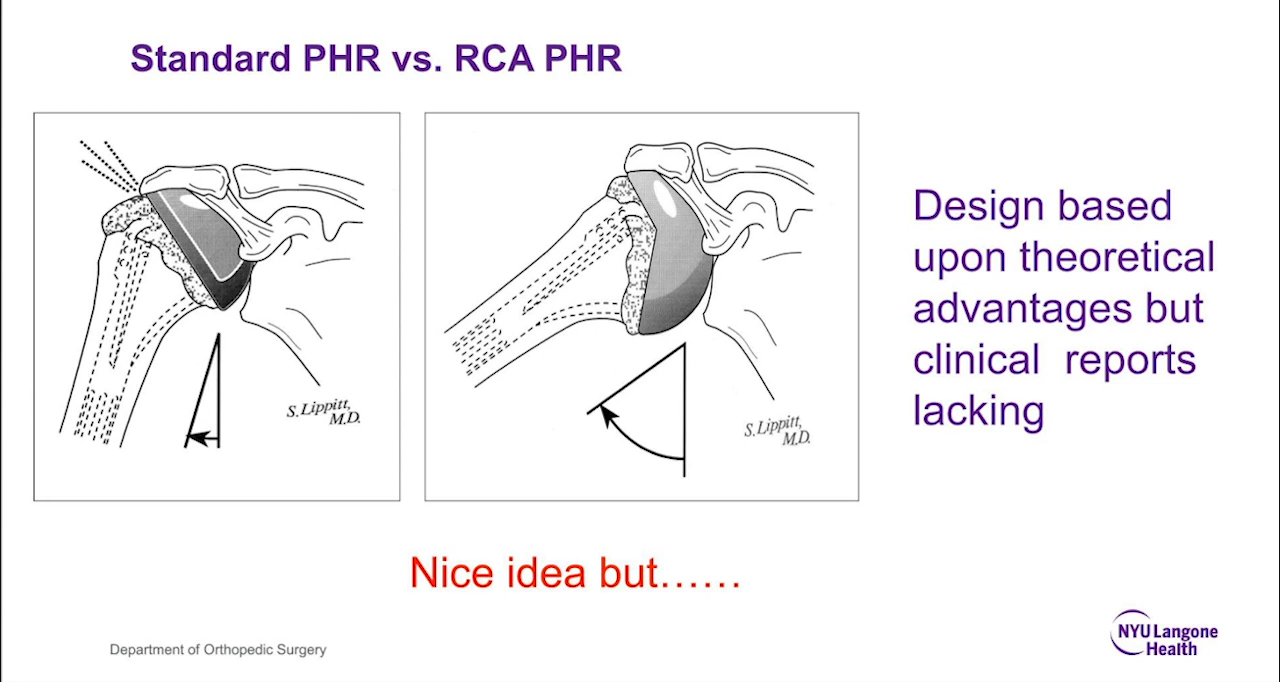 Standard PHR vs. RCA PHR
S. Lippitt,
M.D.
S. Lippitt,
M.D.
Design based
upon theoretical
advantages but
clinical  reports
lacking
Nice idea but……
Department of Orthopedic Surgery
NYU Langone
Health